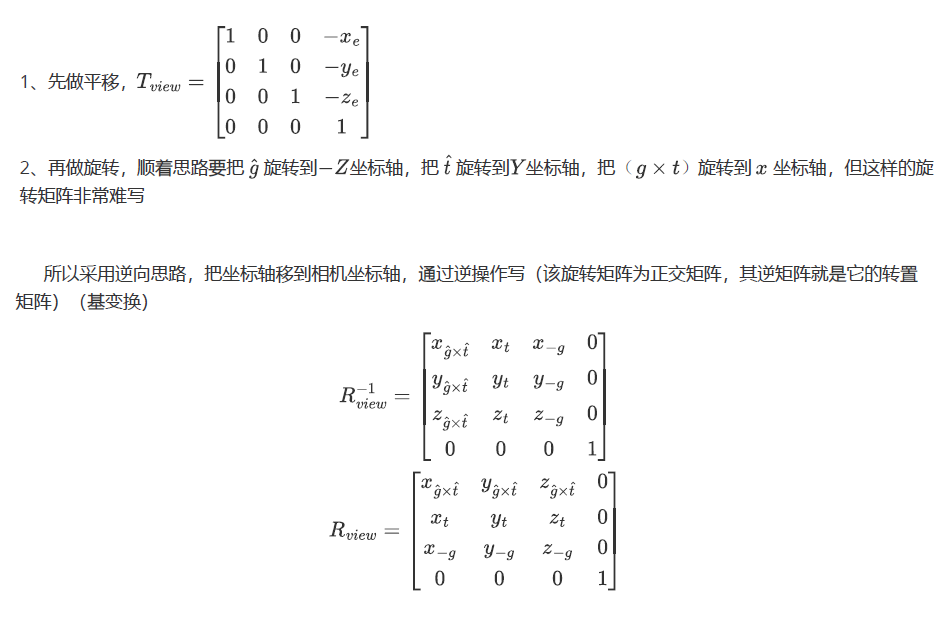 1、先做平移，$T_{view} = \begin{bmatrix} 1 & 0 & 0 & -x_e \\ 0 & 1 & 0 & -y_e \\ 0 & 0 & 1 & -z_e \\ 0 & 0 & 0 & 1 \end{bmatrix}$
2、再做旋转，顺着思路要把 $\hat{g}$ 旋转到$-Z$坐标轴，把 $\hat{t}$ 旋转到$Y$坐标轴，把（$g \times t$）旋转到 $x$ 坐标轴，但这样的旋
转矩阵非常难写
所以采用逆向思路，把坐标轴移到相机坐标轴，通过逆操作写（该旋转矩阵为正交矩阵，其逆矩阵就是它的转置
矩阵）（基变换）
$R_{view}^{-1} = \begin{bmatrix} x_{\hat{g} \times \hat{t}} & x_t & x_{-g} & 0 \\ y_{\hat{g} \times \hat{t}} & y_t & y_{-g} & 0 \\ z_{\hat{g} \times \hat{t}} & z_t & z_{-g} & 0 \\ 0 & 0 & 0 & 1 \end{bmatrix}$
$R_{view} = \begin{bmatrix} x_{\hat{g} \times \hat{t}} & y_{\hat{g} \times \hat{t}} & z_{\hat{g} \times \hat{t}} & 0 \\ x_t & y_t & z_t & 0 \\ x_{-g} & y_{-g} & z_{-g} & 0 \\ 0 & 0 & 0 & 1 \end{bmatrix}$